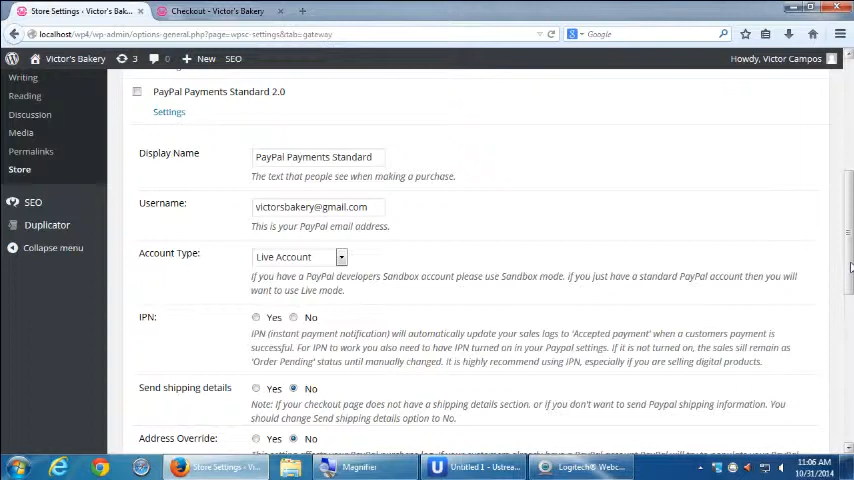 Store Settings ‹ Victor's Bak...
Checkout - Victor's Bakery
localhost/wp4/wp-admin/options-general.php?page=wpsc-settings&tab=gateway
Google
Victor's Bakery
3
0
New
SEO
Howdy, Victor Campos
Writing
Reading
Discussion
Media
Permalinks
Store
SEO
Duplicator
Collapse menu
PayPal Payments Standard 2.0
Settings
Display Name
PayPal Payments Standard
The text that people see when making a purchase.
Username:
victorsbakery@gmail.com
This is your PayPal email address.
Account Type:
Live Account
If you have a PayPal developers Sandbox account please use Sandbox mode. if you just have a standard PayPal account then you will
want to use Live mode.
IPN:
Yes
No
IPN (instant payment notification) will automatically update your sales logs to 'Accepted payment' when a customers payment is
successful. For IPN to work you also need to have IPN turned on in your Paypal settings. If it is not turned on, the sales sill remain as
'Order Pending' status until manually changed. It is highly recommend using IPN, especially if you are selling digital products.
Send shipping details
Yes
No
Note: If your checkout page does not have a shipping details section, or if you don't want to send Paypal shipping information. You
should change Send shipping details option to No.
Address Override:
Yes
No
Store Settings ‹ Vi...
Magnifier
Untitled 1 - Ustrea...
Logitech® Webc...
11:06 AM
10/31/2014